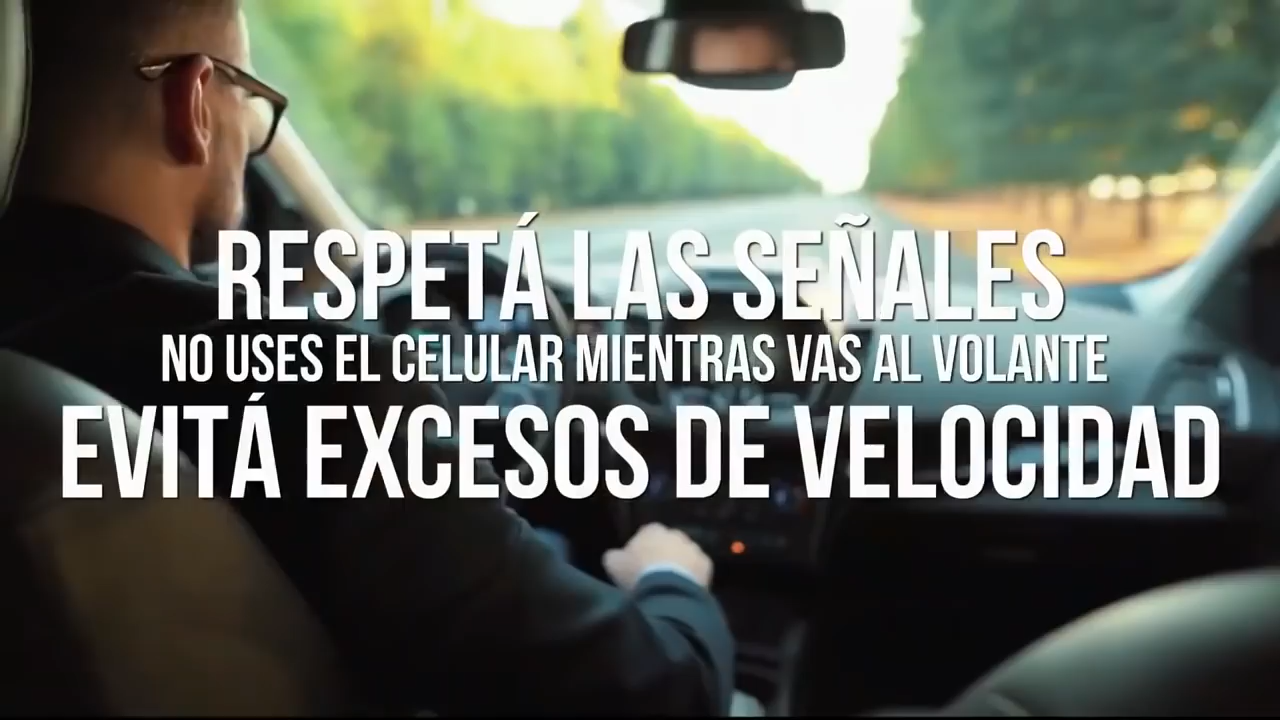 RESPETÁ LAS SEÑALES
NO USES EL CELULAR MIENTRAS VAS AL VOLANTE
EVITÁ EXCESOS DE VELOCIDAD